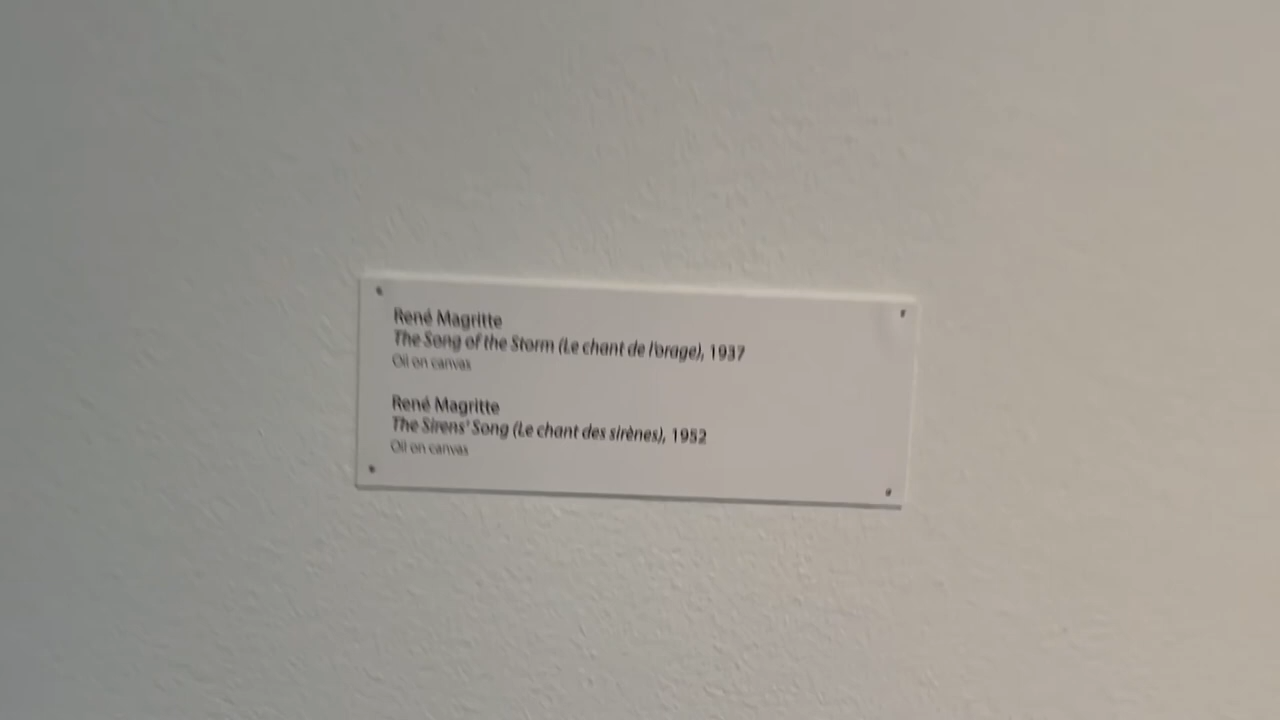 René Magritte
The Song of the Storm (Le chant de l'orage), 1937
Oil on canvas
René Magritte
The Sirens' Song (Le chant des sirènes), 1952
Oil on canvas